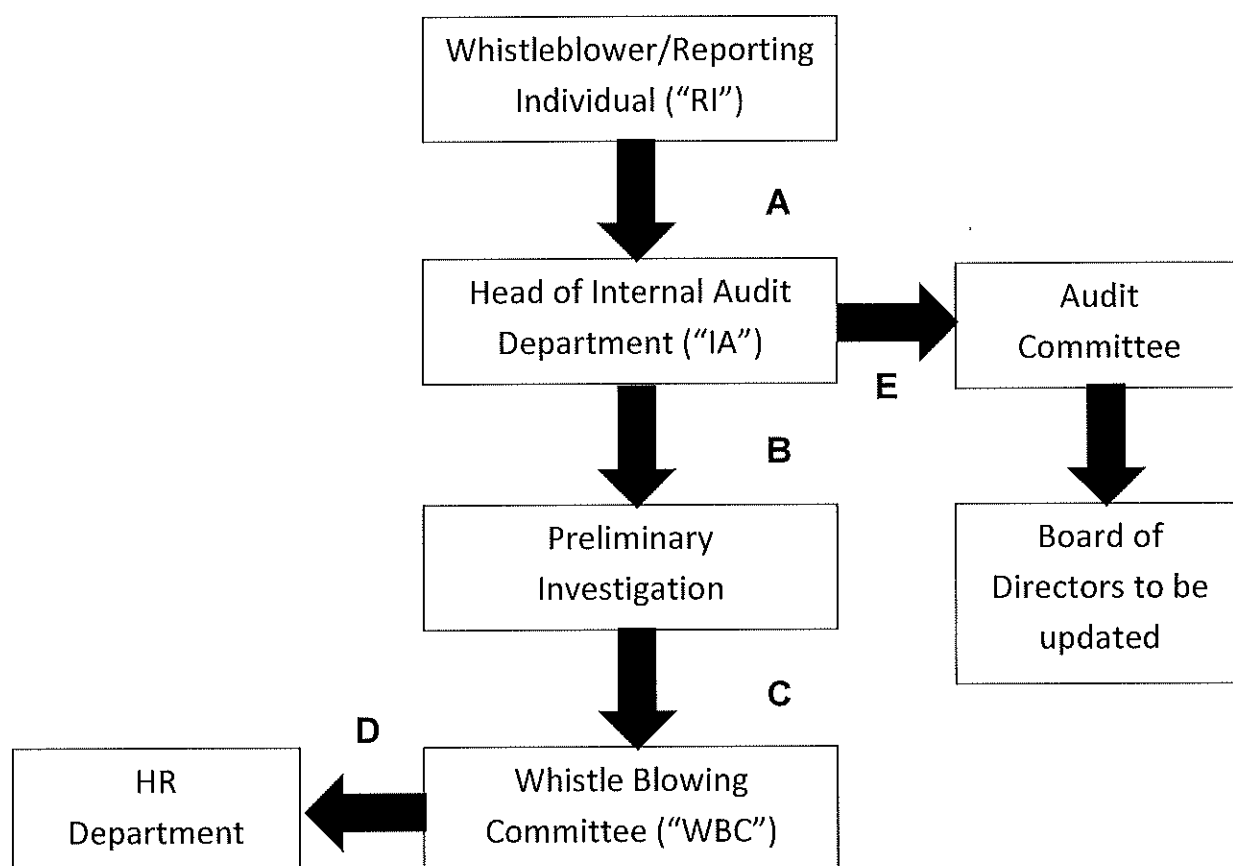 Whistleblower/Reporting
Individual (“RI”)
A
Head of Internal Audit
Department (“IA”)
Audit
Committee
E
B
Preliminary
Investigation
Board of
Directors to be
updated
C
D
HR
Department
Whistle Blowing
Committee (“WBC”)